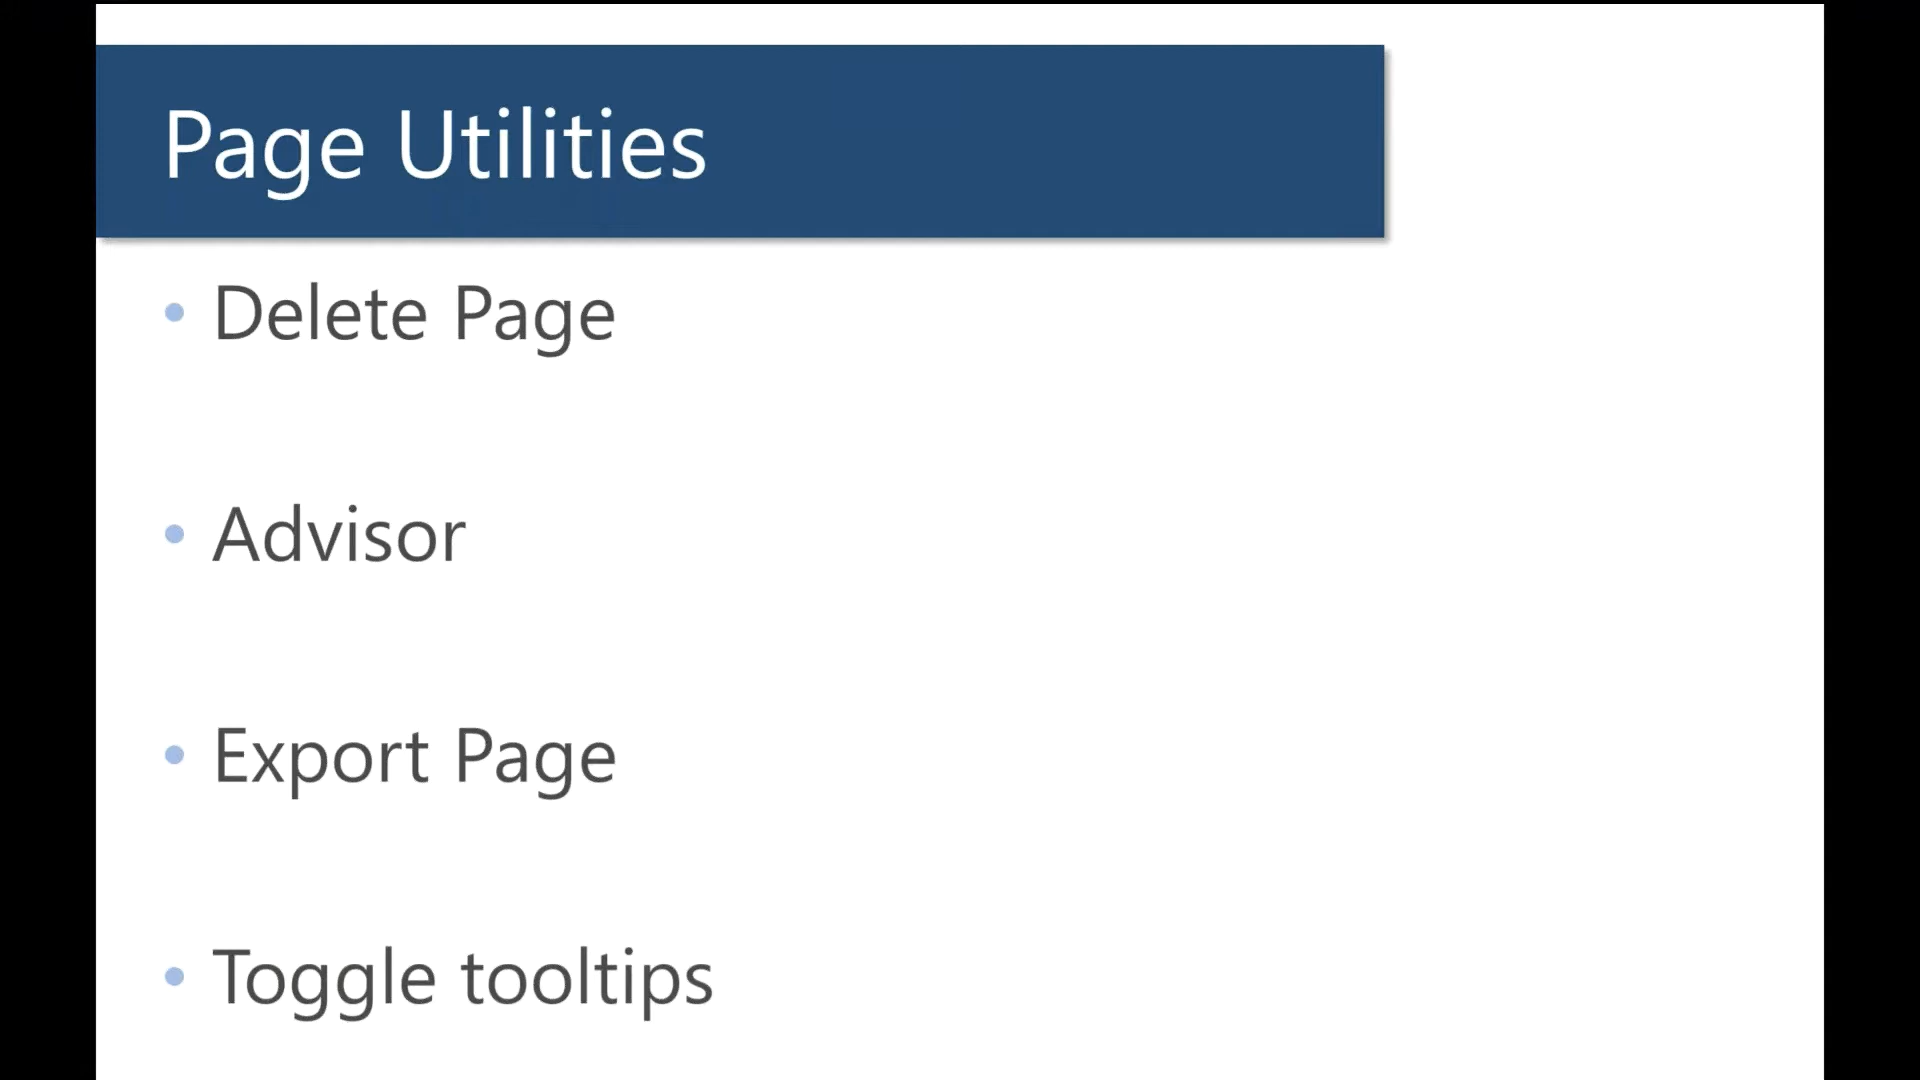 Page Utilities
• Delete Page
• Advisor
• Export Page
• Toggle tooltips